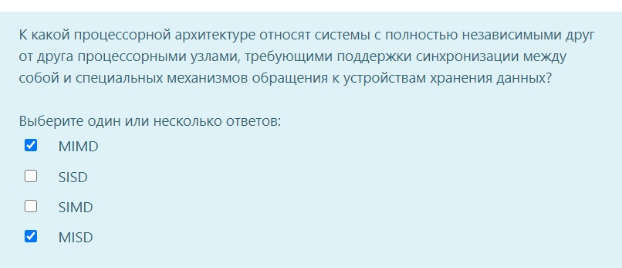 К какой процессорной архитектуре относят системы с полностью независимыми друг
от друга процессорными узлами, требующими поддержки синхронизации между
собой и специальных механизмов обращения к устройствам хранения данных?
Выберите один или несколько ответов:
MIMD
SISD
SIMD
MISD